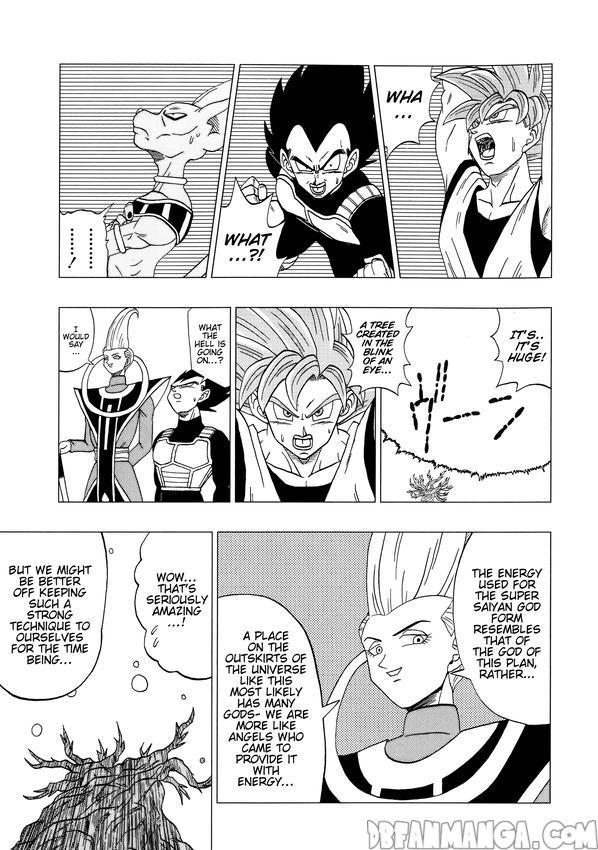 WHA
...
WHAT
...?!
......
......!!
IT'S..
IT'S
HUGE!
A TREE
CREATED
IN THE
BLINK
OF AN
EYE...
WHAT
THE HELL
IS GOING
ON...?
I
WOULD
SAY
...
THE ENERGY
USED FOR
THE SUPER
SAIYAN GOD
FORM
RESEMBLES
THAT OF
THE GOD OF
THIS PLAN,
RATHER...
A PLACE
ON THE
OUTSKIRTS OF
THE UNIVERSE
LIKE THIS
MOST LIKELY
HAS MANY
GODS- WE ARE
MORE LIKE
ANGELS WHO
CAME TO
PROVIDE IT
WITH
ENERGY...
WOW...
THAT'S
SERIOUSLY
AMAZING
...!
BUT WE MIGHT
BE BETTER
OFF KEEPING
SUCH A
STRONG
TECHNIQUE TO
OURSELVES
FOR THE TIME
BEING...
DBFANMANGA.COM